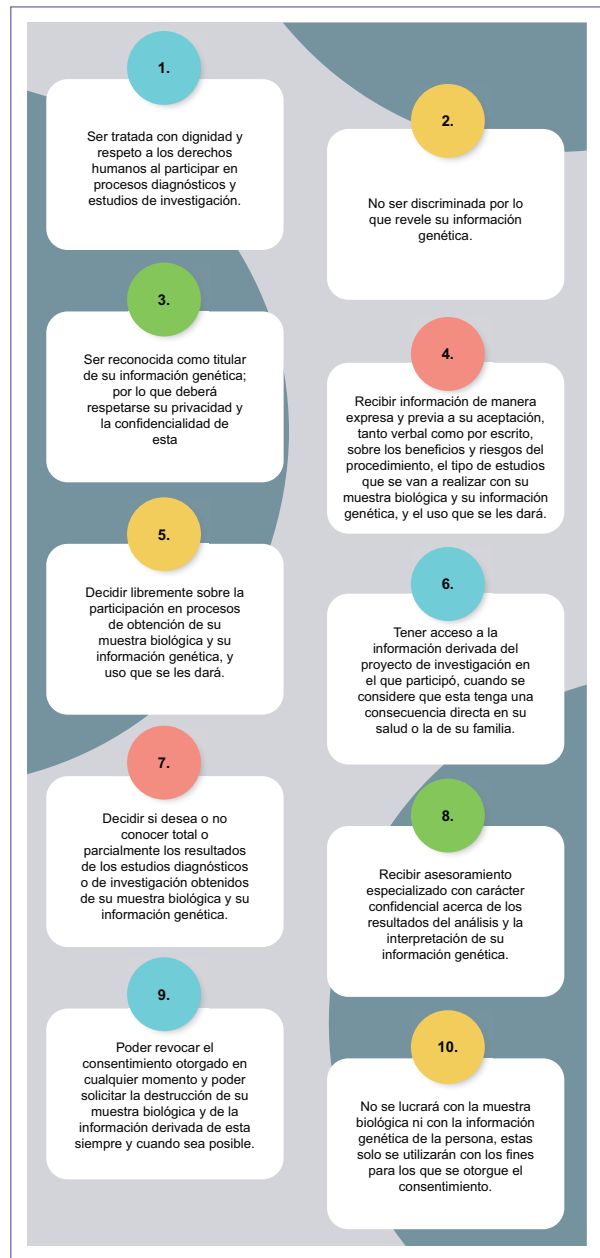 1.
Ser tratada con dignidad y
respeto a los derechos
humanos al participar en
procesos diagnósticos y
estudios de investigación.
2.
No ser discriminada por lo
que revele su información
genética.
3.
Ser reconocida como titular
de su información genética;
por lo que deberá
respetarse su privacidad y
la confidencialidad de
esta
4.
Recibir información de manera
expresa y previa a su aceptación,
tanto verbal como por escrito,
sobre los beneficios y riesgos del
procedimiento, el tipo de estudios
que se van a realizar con su
muestra biológica y su información
genética, y el uso que se les dará.
5.
Decidir libremente sobre la
participación en procesos
de obtención de su
muestra biológica y su
información genética, y
uso que se les dará.
6.
Tener acceso a la
información derivada del
proyecto de investigación en
el que participó, cuando se
considere que esta tenga una
consecuencia directa en su
salud o la de su familia.
7.
Decidir si desea o no
conocer total o
parcialmente los resultados
de los estudios diagnósticos
o de investigación obtenidos
de su muestra biológica y su
información genética.
8.
Recibir asesoramiento
especializado con carácter
confidencial acerca de los
resultados del análisis y la
interpretación de su
información genética.
9.
Poder revocar el
consentimiento otorgado en
cualquier momento y poder
solicitar la destrucción de su
muestra biológica y de la
información derivada de esta
siempre y cuando sea posible.
10.
No se lucrará con la muestra
biológica ni con la información
genética de la persona, estas
solo se utilizarán con los fines
para los que se otorgue el
consentimiento.